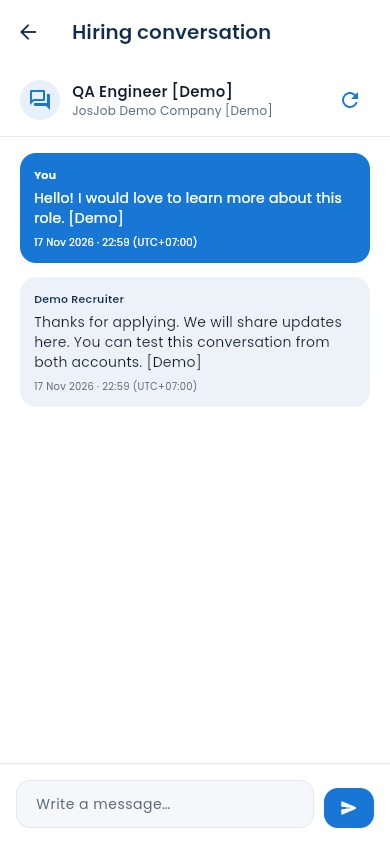 Hiring conversation
QA Engineer [Demo]
JosJob Demo Company [Demo]
You
Hello! I would love to learn more about this
role. [Demo]
17 Nov 2026 · 22:59 (UTC+07:00)
Demo Recruiter
Thanks for applying. We will share updates
here. You can test this conversation from
both accounts. [Demo]
17 Nov 2026 · 22:59 (UTC+07:00)
Write a message…